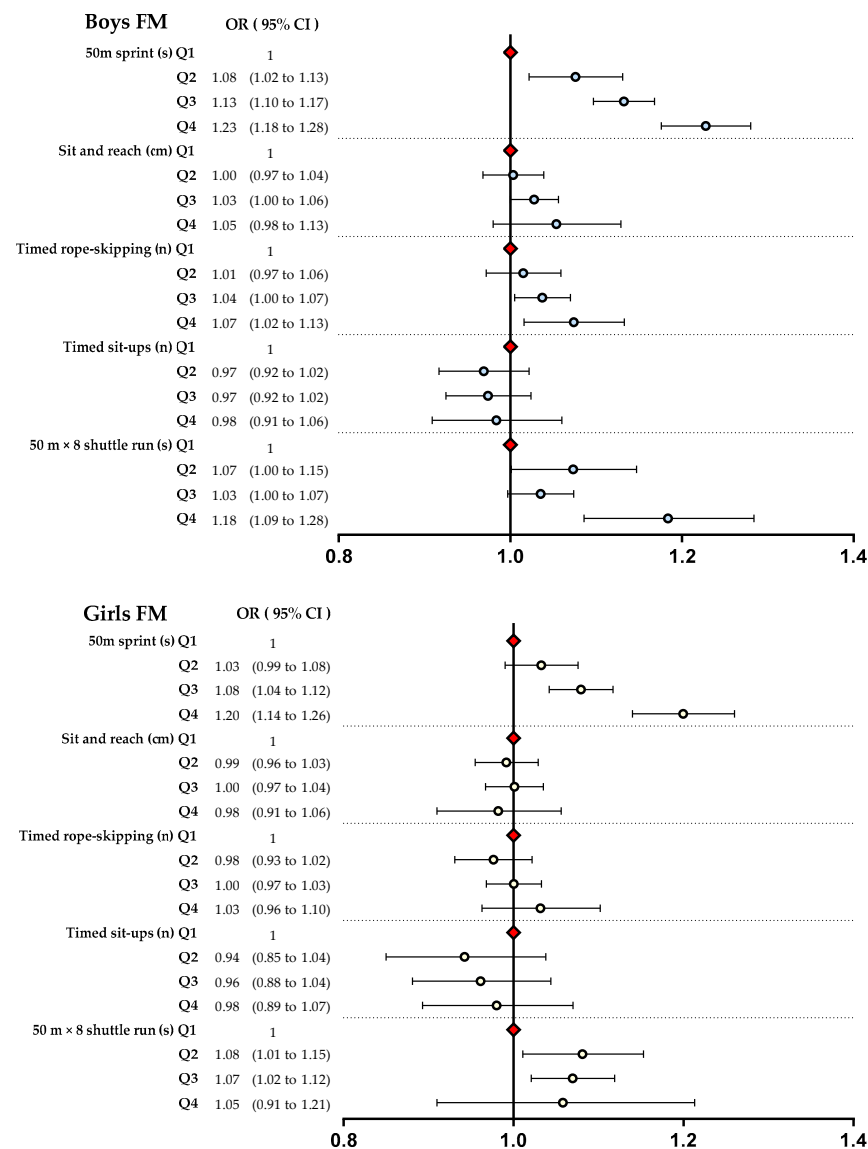 Boys FM OR ( 95% CI )
50m sprint (s) Q1 1
Q2 1.08 (1.02 to 1.13)
Q3 1.13 (1.10 to 1.17)
Q4 1.23 (1.18 to 1.28)
Sit and reach (cm) Q1 1
Q2 1.00 (0.97 to 1.04)
Q3 1.03 (1.00 to 1.06)
Q4 1.05 (0.98 to 1.13)
Timed rope-skipping (n) Q1 1
Q2 1.01 (0.97 to 1.06)
Q3 1.04 (1.00 to 1.07)
Q4 1.07 (1.02 to 1.13)
Timed sit-ups (n) Q1 1
Q2 0.97 (0.92 to 1.02)
Q3 0.97 (0.92 to 1.02)
Q4 0.98 (0.91 to 1.06)
50 m × 8 shuttle run (s) Q1 1
Q2 1.07 (1.00 to 1.15)
Q3 1.03 (1.00 to 1.07)
Q4 1.18 (1.09 to 1.28)
0.8 1.0 1.2 1.4
Girls FM OR ( 95% CI )
50m sprint (s) Q1 1
Q2 1.03 (0.99 to 1.08)
Q3 1.08 (1.04 to 1.12)
Q4 1.20 (1.14 to 1.26)
Sit and reach (cm) Q1 1
Q2 0.99 (0.96 to 1.03)
Q3 1.00 (0.97 to 1.04)
Q4 0.98 (0.91 to 1.06)
Timed rope-skipping (n) Q1 1
Q2 0.98 (0.93 to 1.02)
Q3 1.00 (0.97 to 1.03)
Q4 1.03 (0.96 to 1.10)
Timed sit-ups (n) Q1 1
Q2 0.94 (0.85 to 1.04)
Q3 0.96 (0.88 to 1.04)
Q4 0.98 (0.89 to 1.07)
50 m × 8 shuttle run (s) Q1 1
Q2 1.08 (1.01 to 1.15)
Q3 1.07 (1.02 to 1.12)
Q4 1.05 (0.91 to 1.21)
0.8 1.0 1.2 1.4